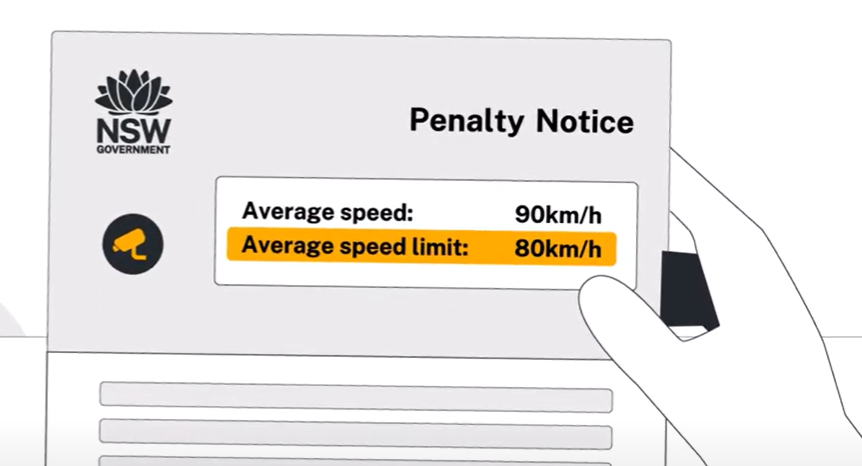 NSW
GOVERNMENT
Penalty Notice
Average speed: 90km/h
Average speed limit: 80km/h